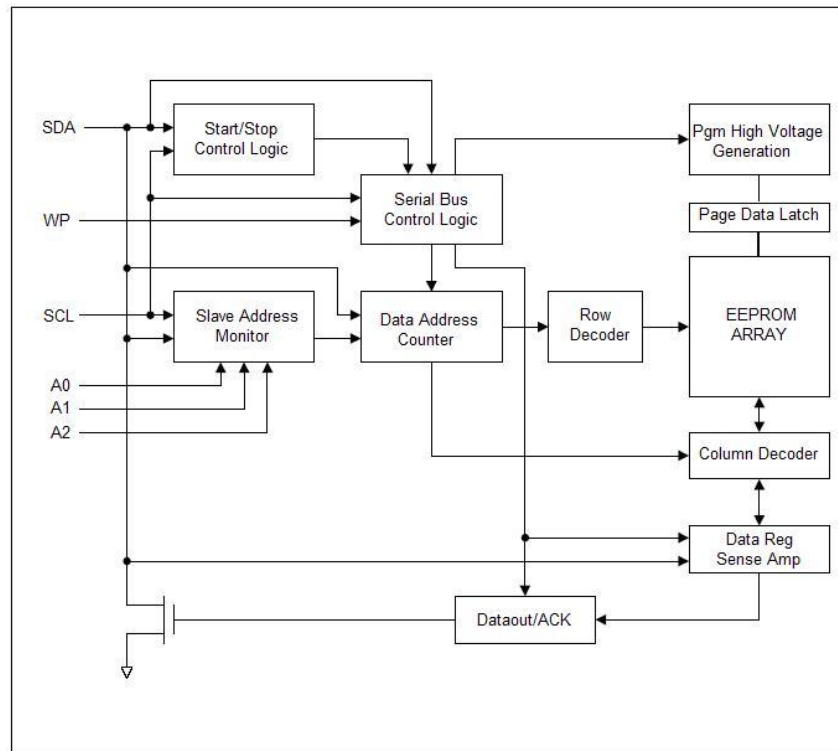 SDA
Start/Stop
Control Logic
Pgm High Voltage
Generation
WP
Serial Bus
Control Logic
Page Data Latch
SCL
Slave Address
Monitor
Data Address
Counter
Row
Decoder
EEPROM
ARRAY
A0
A1
A2
Column Decoder
Data Reg
Sense Amp
Dataout/ACK